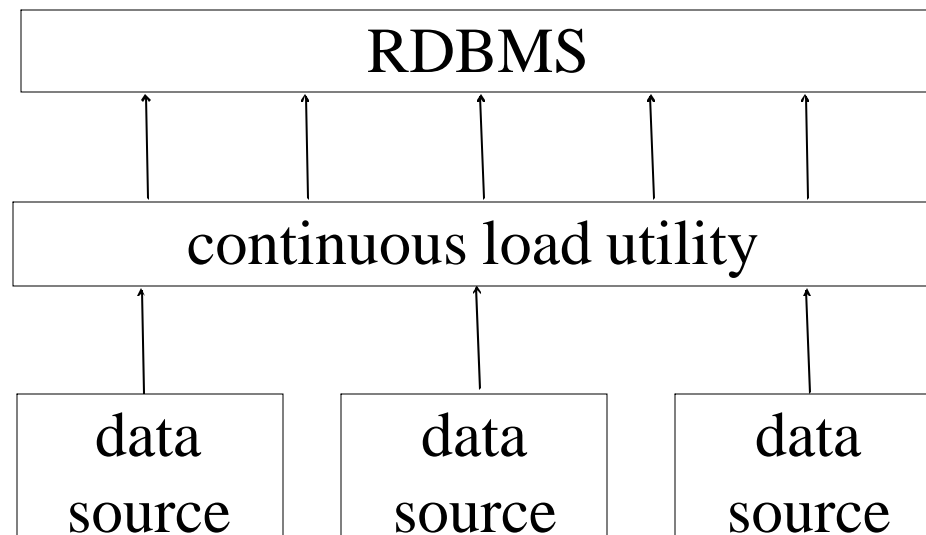 RDBMS
continuous load utility
data
source
data
source
data
source